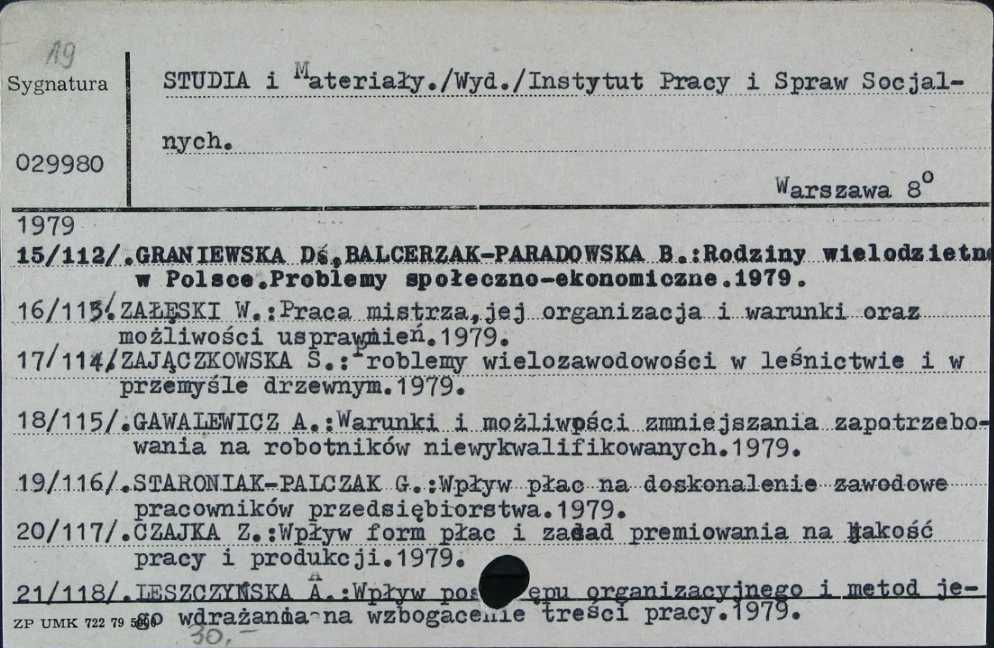 19
Sygnatura
STUDIA i Materiały./Wyd./Instytut Pracy i Spraw Socjal-
nych.
029980
Warszawa 8º
1979
15/112/.GRANIEWSKA D.,BALCERZAK-PARADOWSKA B.:Rodziny wielodzietne
w Polsce.Problemy społeczno-ekonomiczne.1979.
16/113/.ZAŁĘSKI W.:Praca mistrza,jej organizacja i warunki oraz
możliwości usprawnień.1979.
17/114/ZAJĄCZKOWSKA S.:Problemy wielozawodowości w leśnictwie i w
przemyśle drzewnym.1979.
18/115/.GAWALEWICZ A.:Warunki i możliwości zmniejszania zapotrzebo-
wania na robotników niewykwalifikowanych.1979.
19/116/.STARONIAK-PALCZAK G.:Wpływ płac na doskonalenie zawodowe
pracowników przedsiębiorstwa.1979.
20/117/.CZAJKA Z.:Wpływ form płac i zasad premiowania na jakość
pracy i produkcji.1979.
21/118/.LESZCZYŃSKA A.:Wpływ postępu organizacyjnego i metod je-
go wdrażania na wzbogacenie treści pracy.1979.
ZP UMK 722 79
30.-